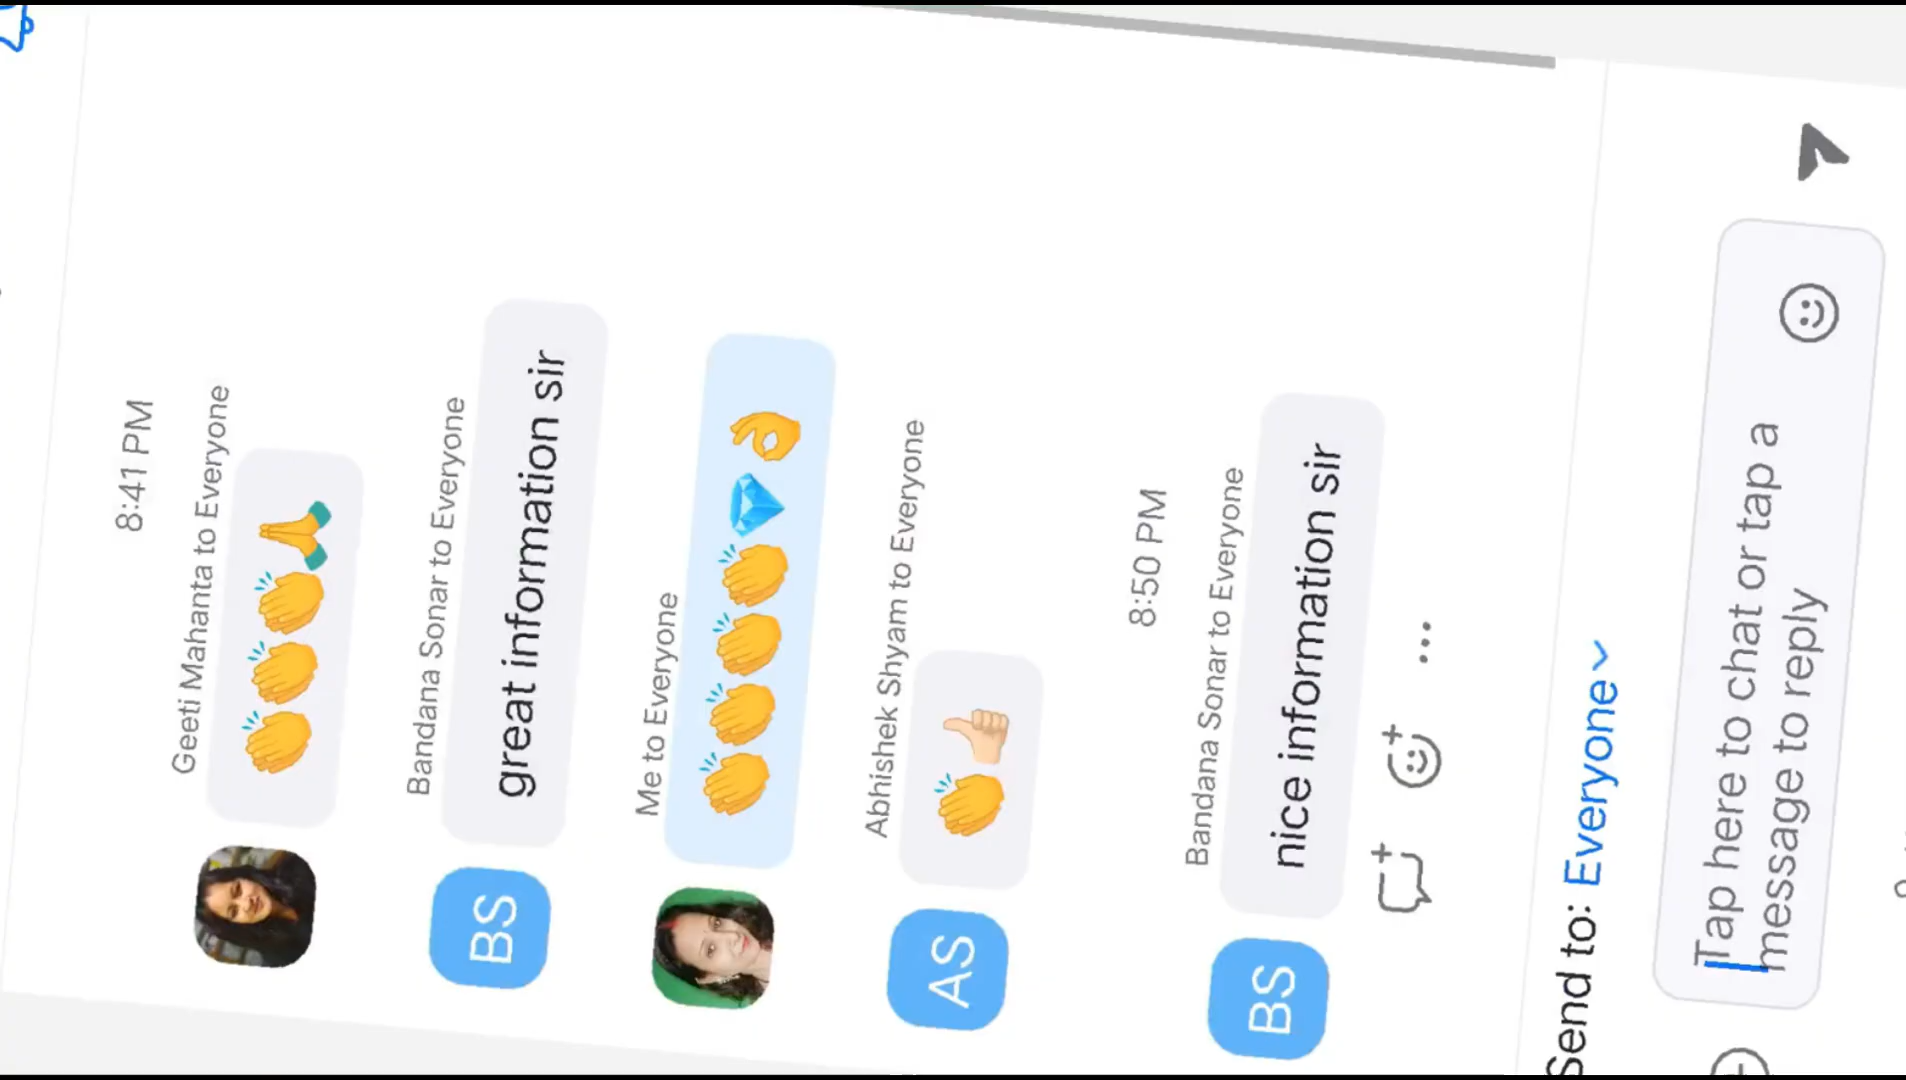 8:41 PM
Geeti Mahanta to Everyone
👏👏👏🙏
BS
Bandana Sonar to Everyone
great information sir
Me to Everyone
👏👏👏👏💎👌
AS
Abhishek Shyam to Everyone
👏👍🏻
8:50 PM
BS
Bandana Sonar to Everyone
nice information sir
Send to: Everyone
Tap here to chat or tap a
message to reply